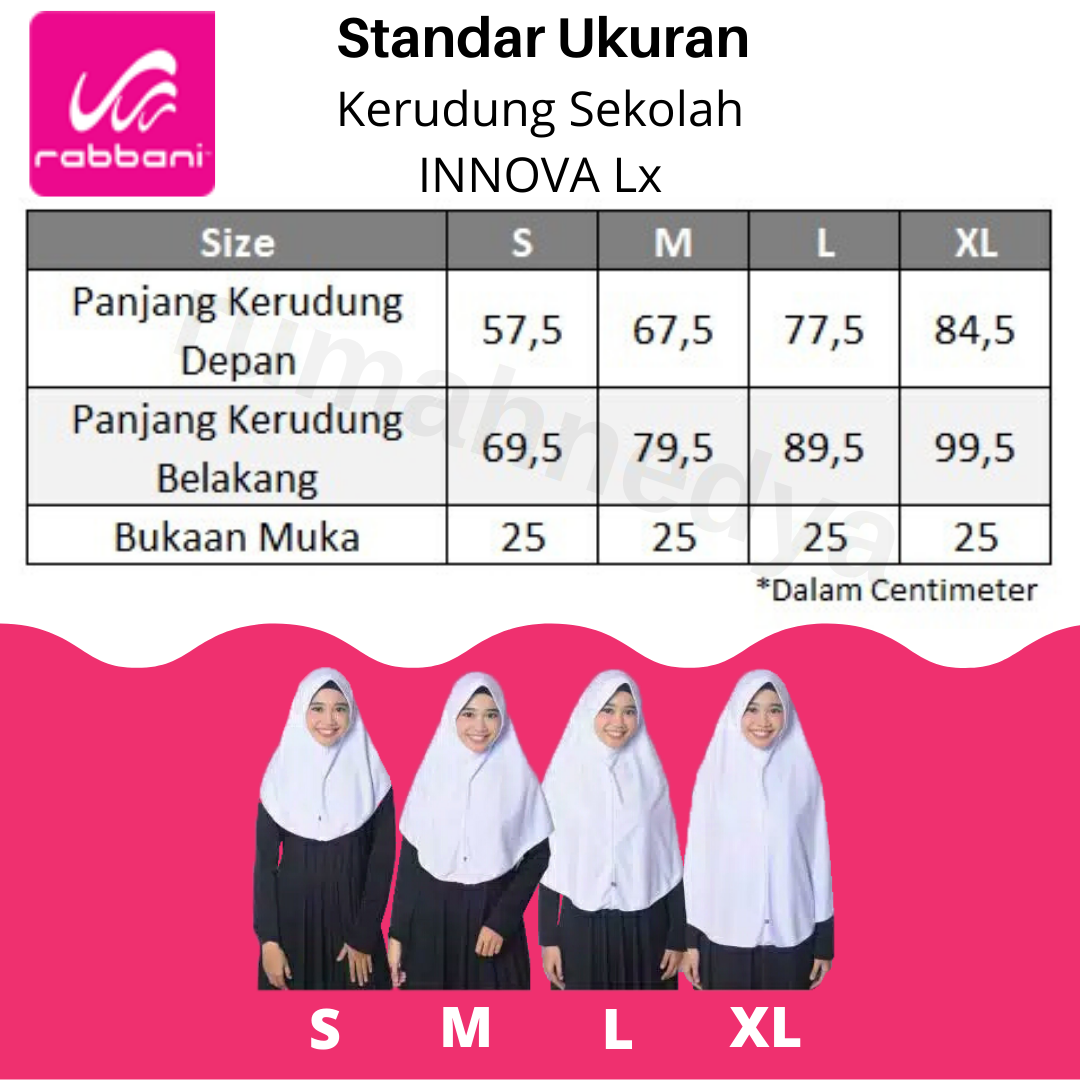 rabbani
Standar Ukuran
Kerudung Sekolah
INNOVA Lx
Size S M L XL
Panjang Kerudung
Depan 57,5 67,5 77,5 84,5
Panjang Kerudung
Belakang 69,5 79,5 89,5 99,5
Bukaan Muka 25 25 25 25
*Dalam Centimeter
rumahnedya
S M L XL